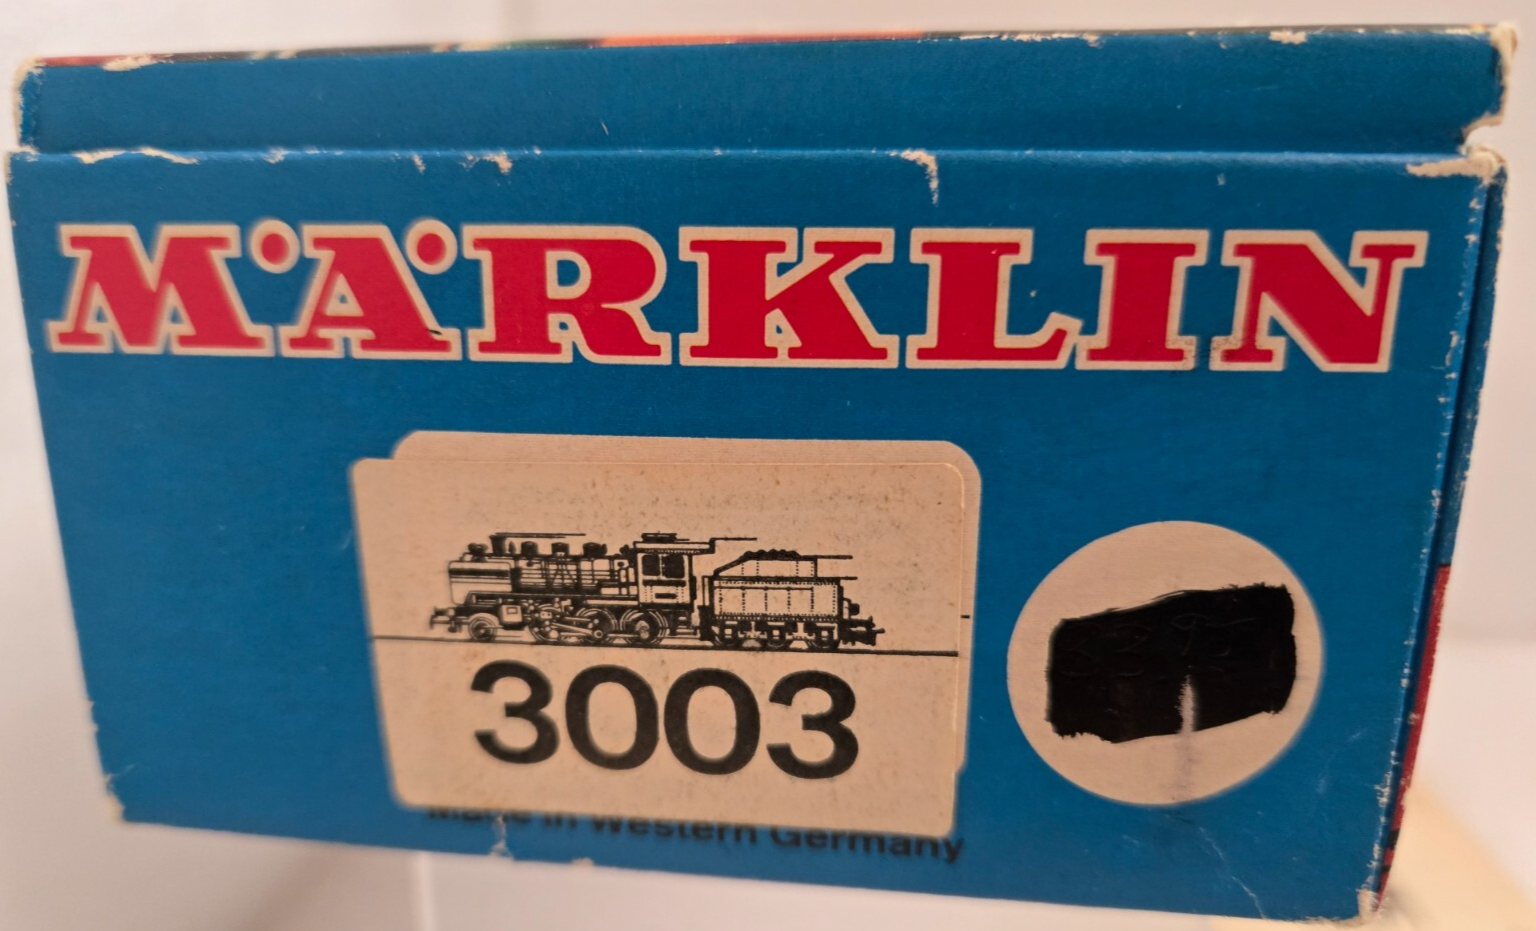 MÄRKLIN
3003
Made in Western Germany